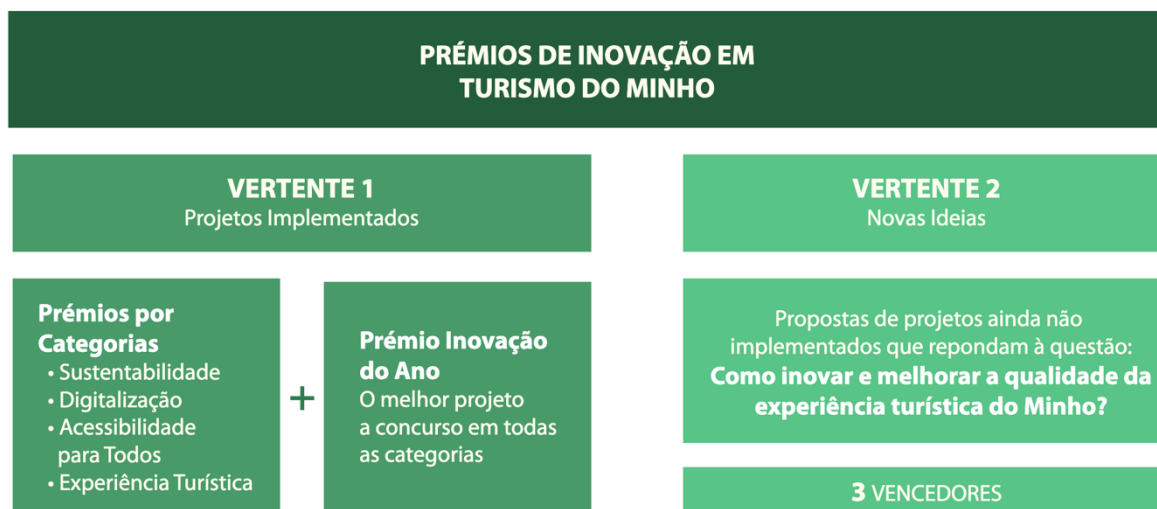 PRÉMIOS DE INOVAÇÃO EM
TURISMO DO MINHO
VERTENTE 1
Projetos Implementados
Prémios por
Categorias
• Sustentabilidade
• Digitalização
• Acessibilidade
para Todos
• Experiência Turística
+
Prémio Inovação
do Ano
O melhor projeto
a concurso em todas
as categorias
VERTENTE 2
Novas Ideias
Propostas de projetos ainda não
implementados que repondam à questão:
Como inovar e melhorar a qualidade da
experiência turística do Minho?
3 VENCEDORES